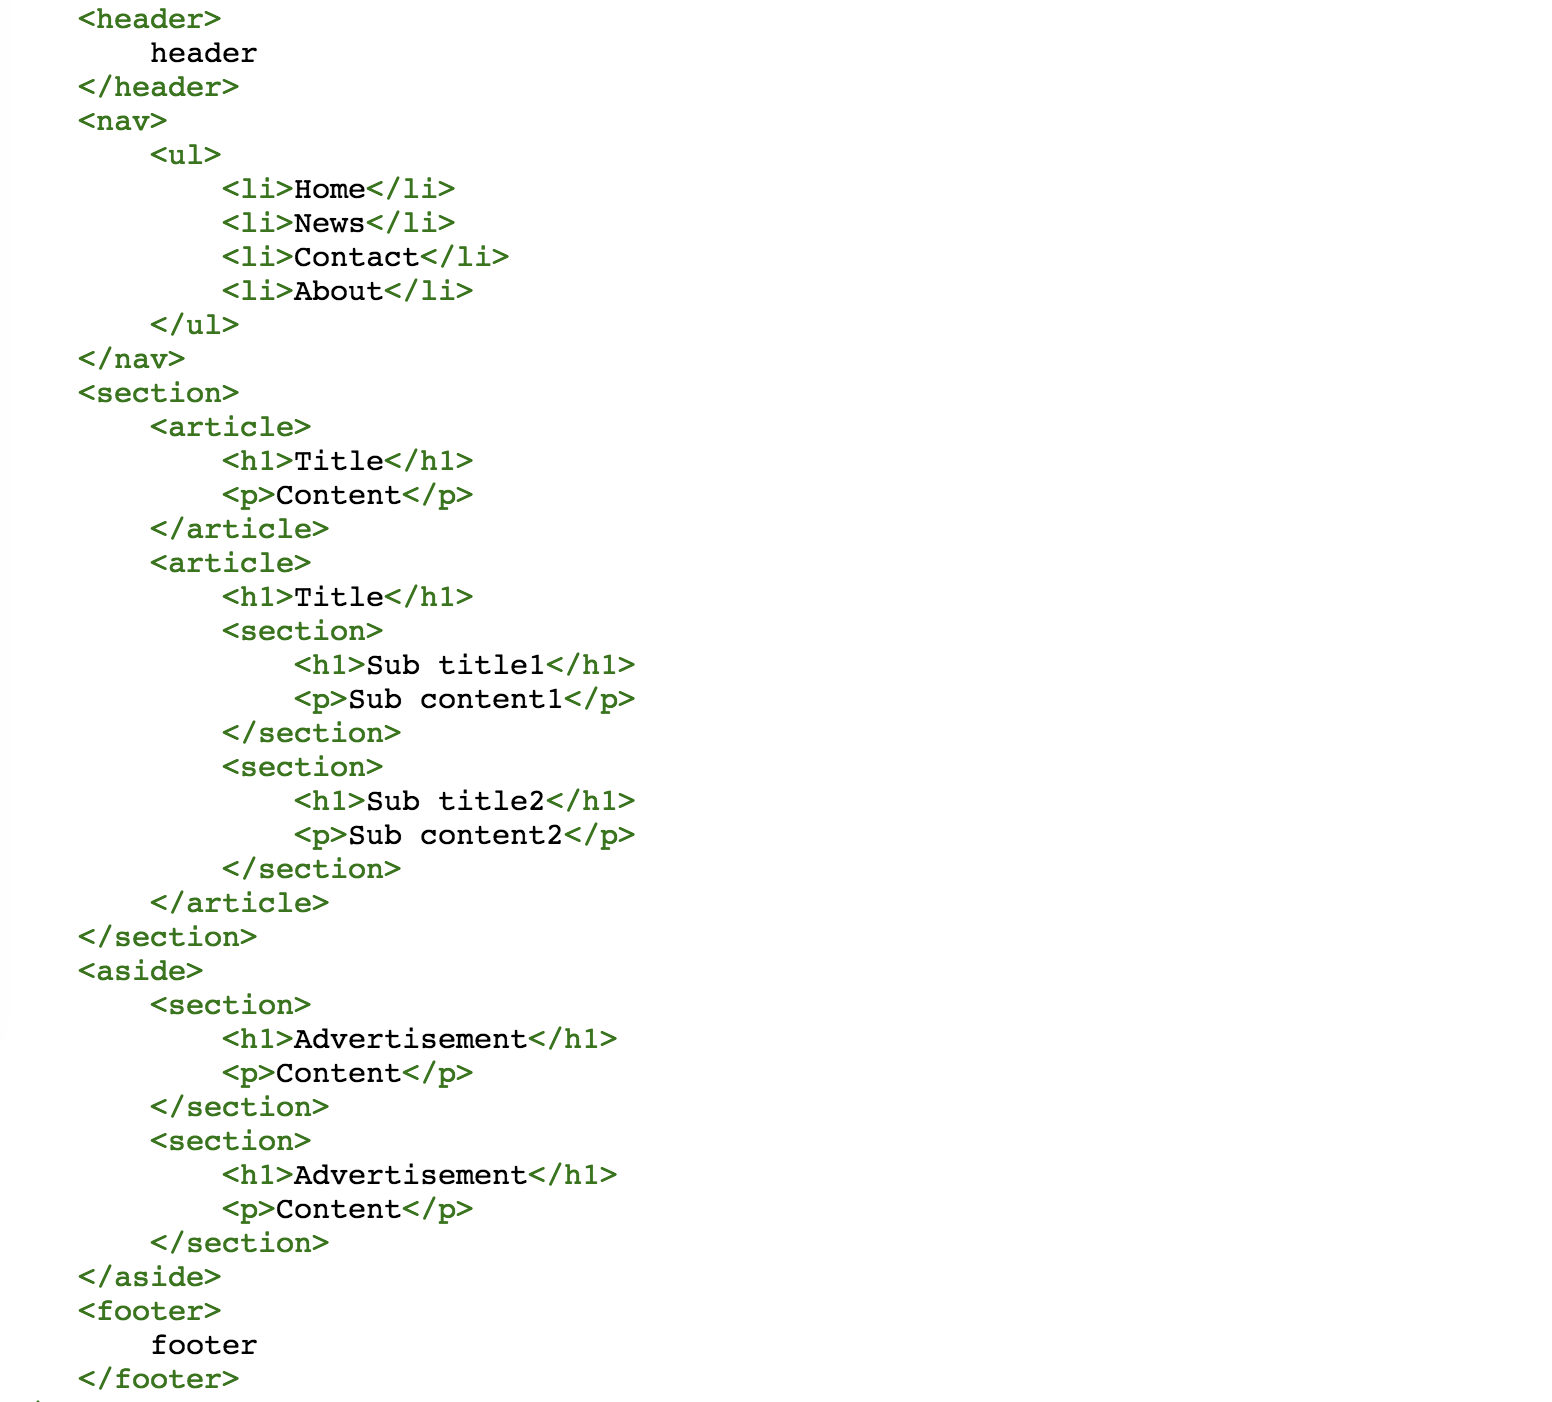 <header>
    header
</header>
<nav>
    <ul>
        <li>Home</li>
        <li>News</li>
        <li>Contact</li>
        <li>About</li>
    </ul>
</nav>
<section>
    <article>
        <h1>Title</h1>
        <p>Content</p>
    </article>
    <article>
        <h1>Title</h1>
        <section>
            <h1>Sub title1</h1>
            <p>Sub content1</p>
        </section>
        <section>
            <h1>Sub title2</h1>
            <p>Sub content2</p>
        </section>
    </article>
</section>
<aside>
    <section>
        <h1>Advertisement</h1>
        <p>Content</p>
    </section>
    <section>
        <h1>Advertisement</h1>
        <p>Content</p>
    </section>
</aside>
<footer>
    footer
</footer>